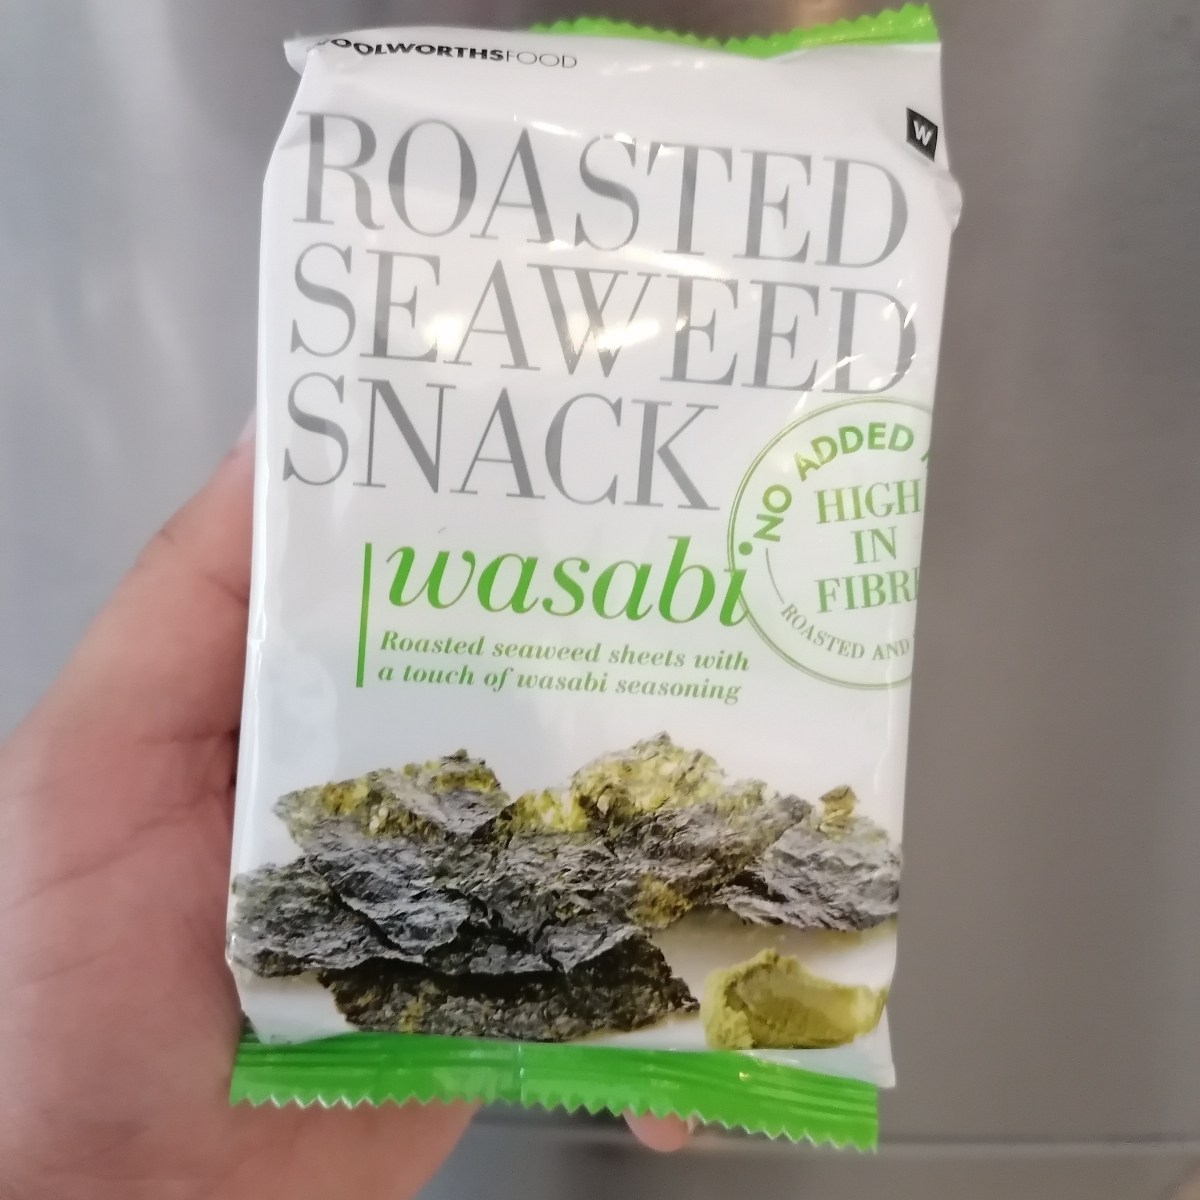 OOLWORTHSFOOD
W
ROASTED
SEAWEED
SNACK
NO ADDED
HIGH
IN
FIBR
ROASTED AND
wasabi
Roasted seaweed sheets with
a touch of wasabi seasoning